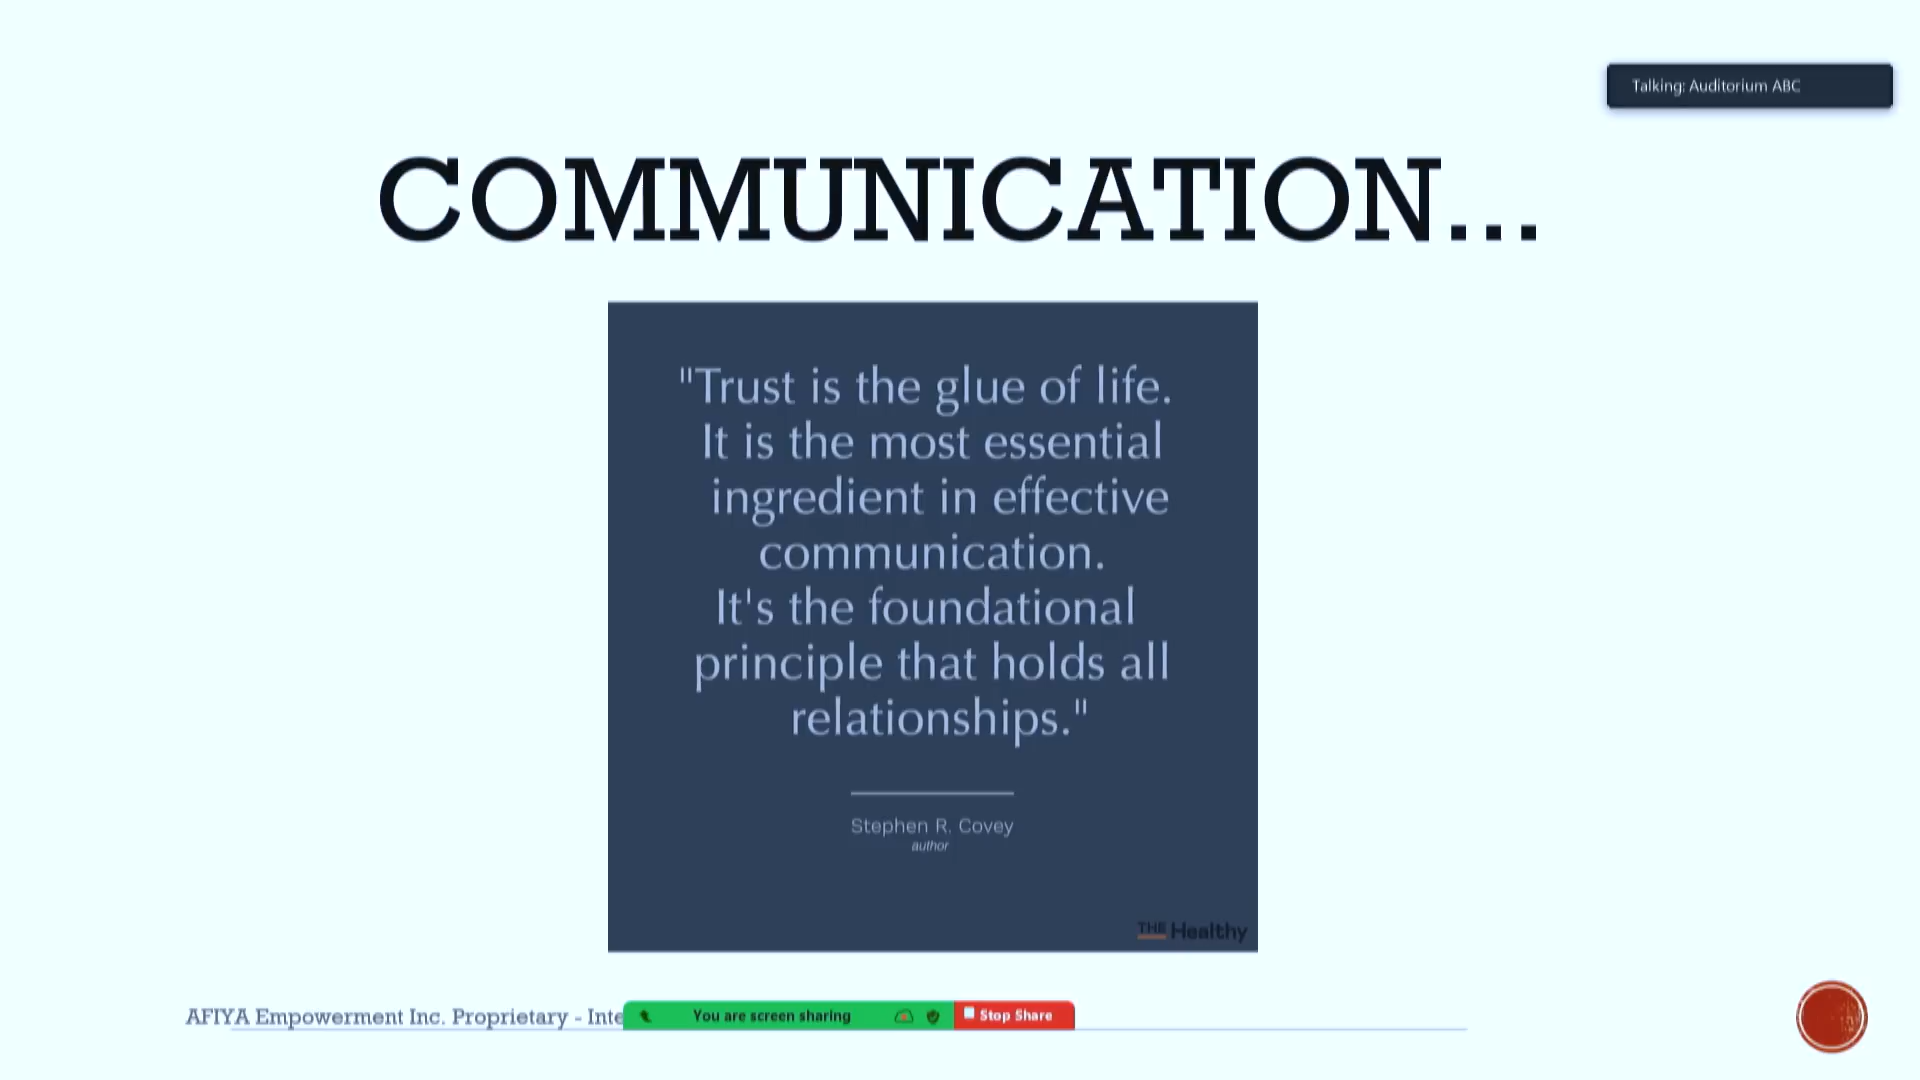 Talking: Auditorium ABC
COMMUNICATION...
"Trust is the glue of life.
It is the most essential
ingredient in effective
communication.
It's the foundational
principle that holds all
relationships."
Stephen R. Covey
author
THE Healthy
AFIYA Empowerment Inc. Proprietary - Inte
You are screen sharing
Stop Share